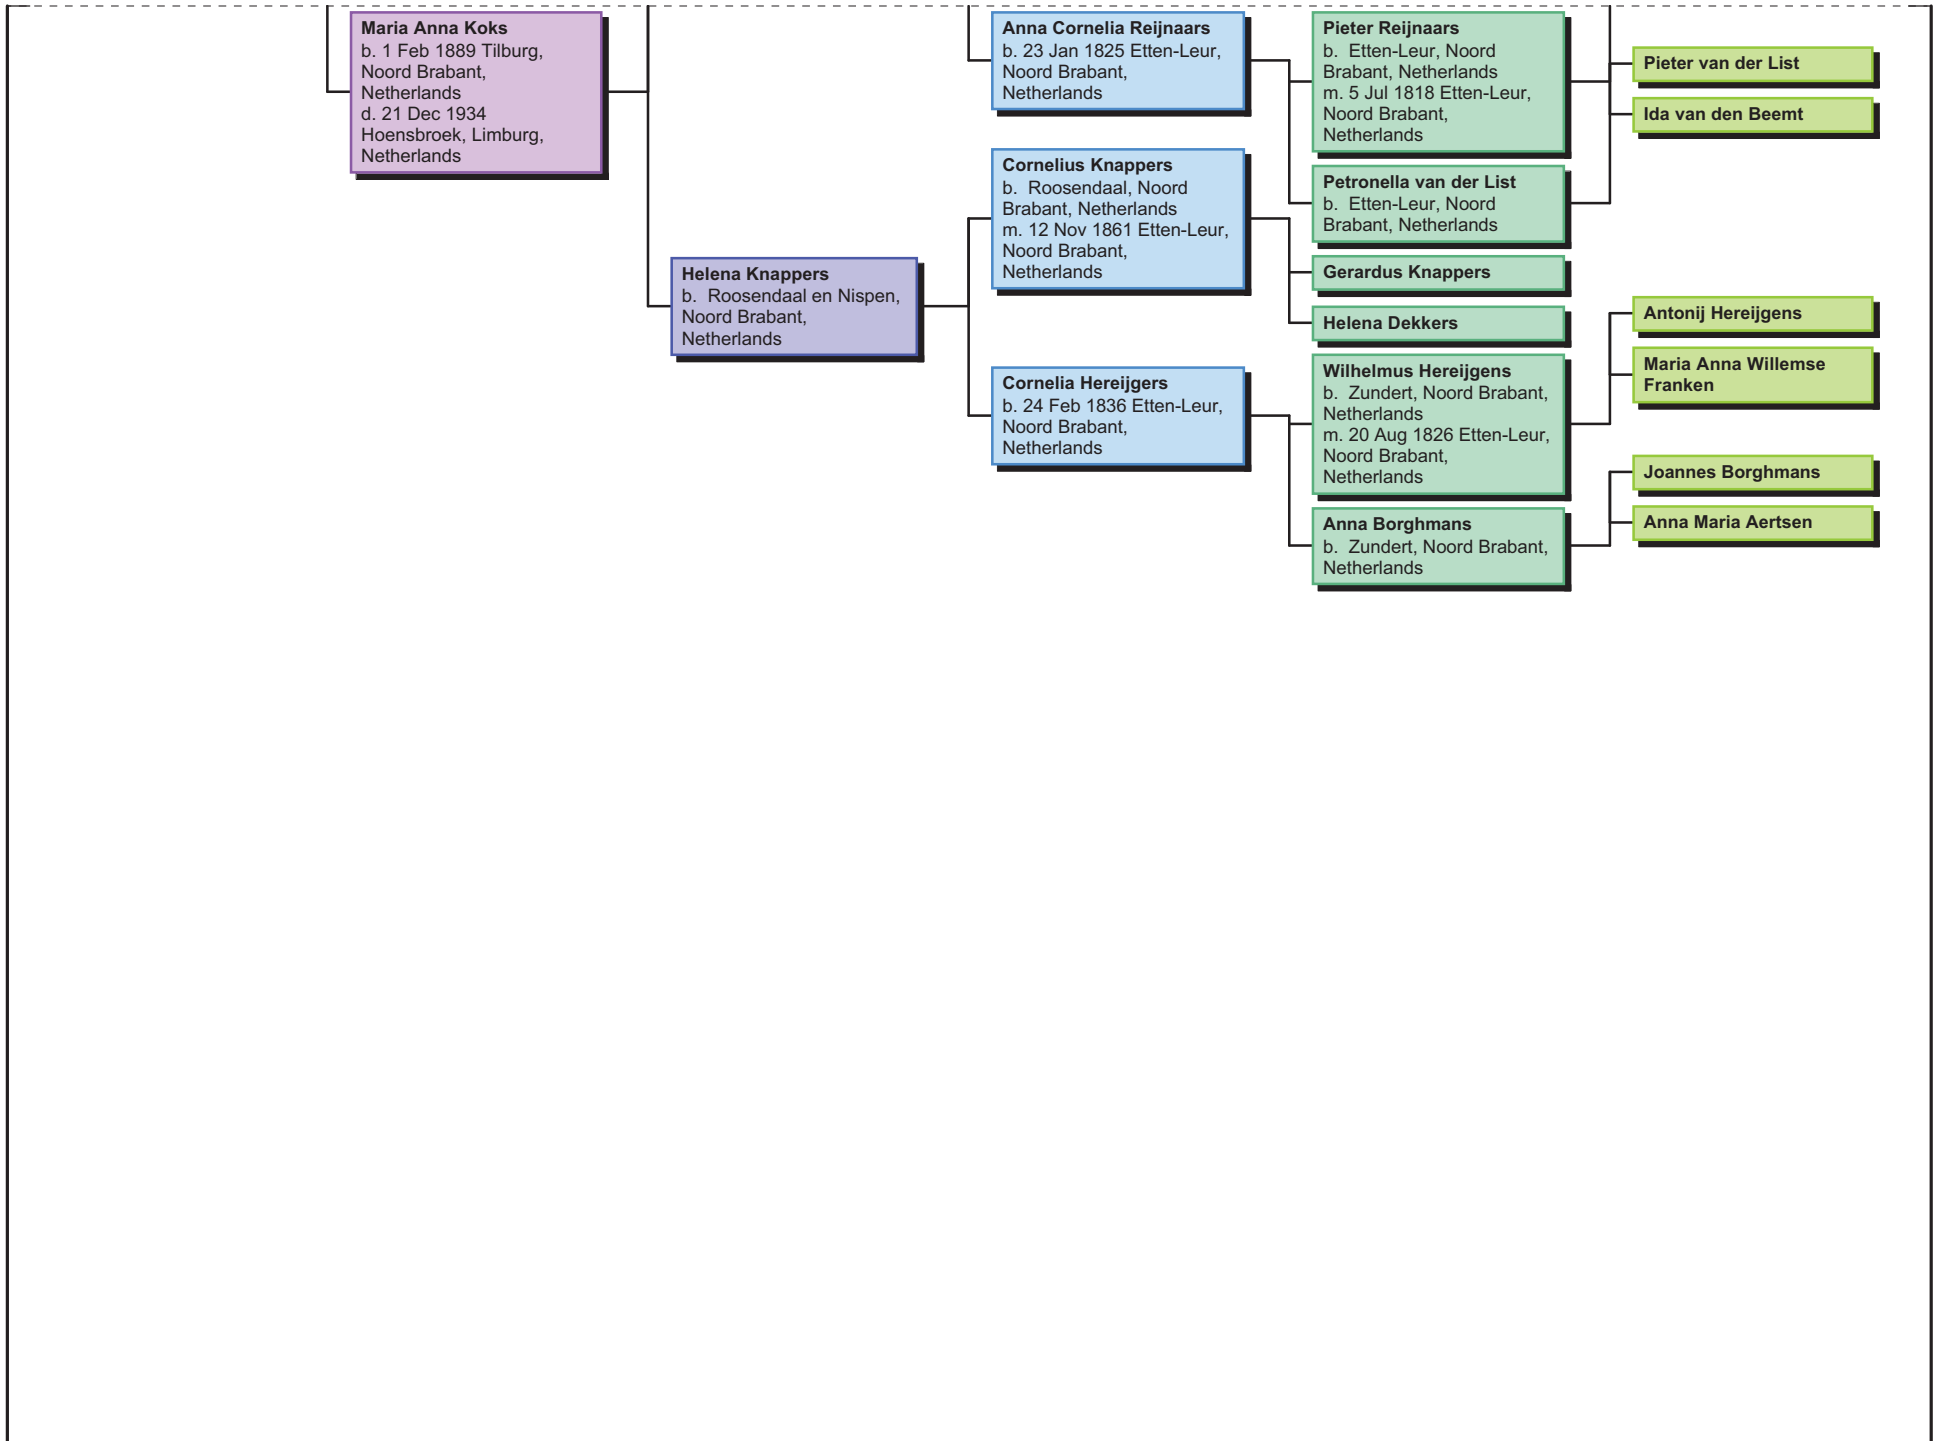 Maria Anna Koks
b. 1 Feb 1889 Tilburg,
Noord Brabant,
Netherlands
d. 21 Dec 1934
Hoensbroek, Limburg,
Netherlands
Helena Knappers
b. Roosendaal en Nispen,
Noord Brabant,
Netherlands
Anna Cornelia Reijnaars
b. 23 Jan 1825 Etten-Leur,
Noord Brabant,
Netherlands
Cornelius Knappers
b. Roosendaal, Noord
Brabant, Netherlands
m. 12 Nov 1861 Etten-Leur,
Noord Brabant,
Netherlands
Cornelia Hereijgers
b. 24 Feb 1836 Etten-Leur,
Noord Brabant,
Netherlands
Pieter Reijnaars
b. Etten-Leur, Noord
Brabant, Netherlands
m. 5 Jul 1818 Etten-Leur,
Noord Brabant,
Netherlands
Petronella van der List
b. Etten-Leur, Noord
Brabant, Netherlands
Gerardus Knappers
Helena Dekkers
Wilhelmus Hereijgens
b. Zundert, Noord Brabant,
Netherlands
m. 20 Aug 1826 Etten-Leur,
Noord Brabant,
Netherlands
Anna Borghmans
b. Zundert, Noord Brabant,
Netherlands
Pieter van der List
Ida van den Beemt
Antonij Hereijgens
Maria Anna Willemse
Franken
Joannes Borghmans
Anna Maria Aertsen